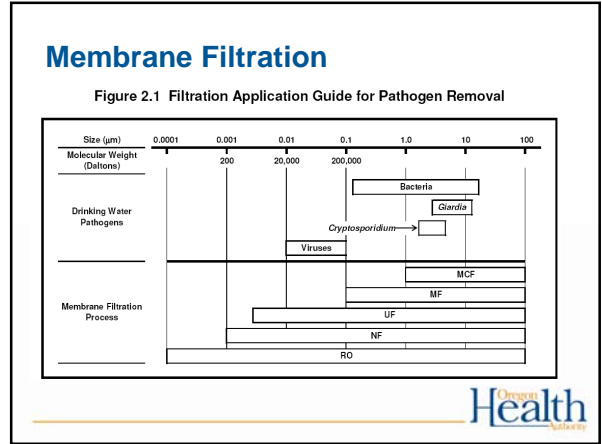 Membrane Filtration
Figure 2.1 Filtration Application Guide for Pathogen Removal
Size (µm) 0.0001 0.001 0.01 0.1 1.0 10 100
Molecular Weight
(Daltons)
200 20,000 200,000
Drinking Water
Pathogens
Bacteria
Giardia
Cryptosporidium
Viruses
Membrane Filtration
Process
MCF
MF
UF
NF
RO
Oregon
Health
Authority